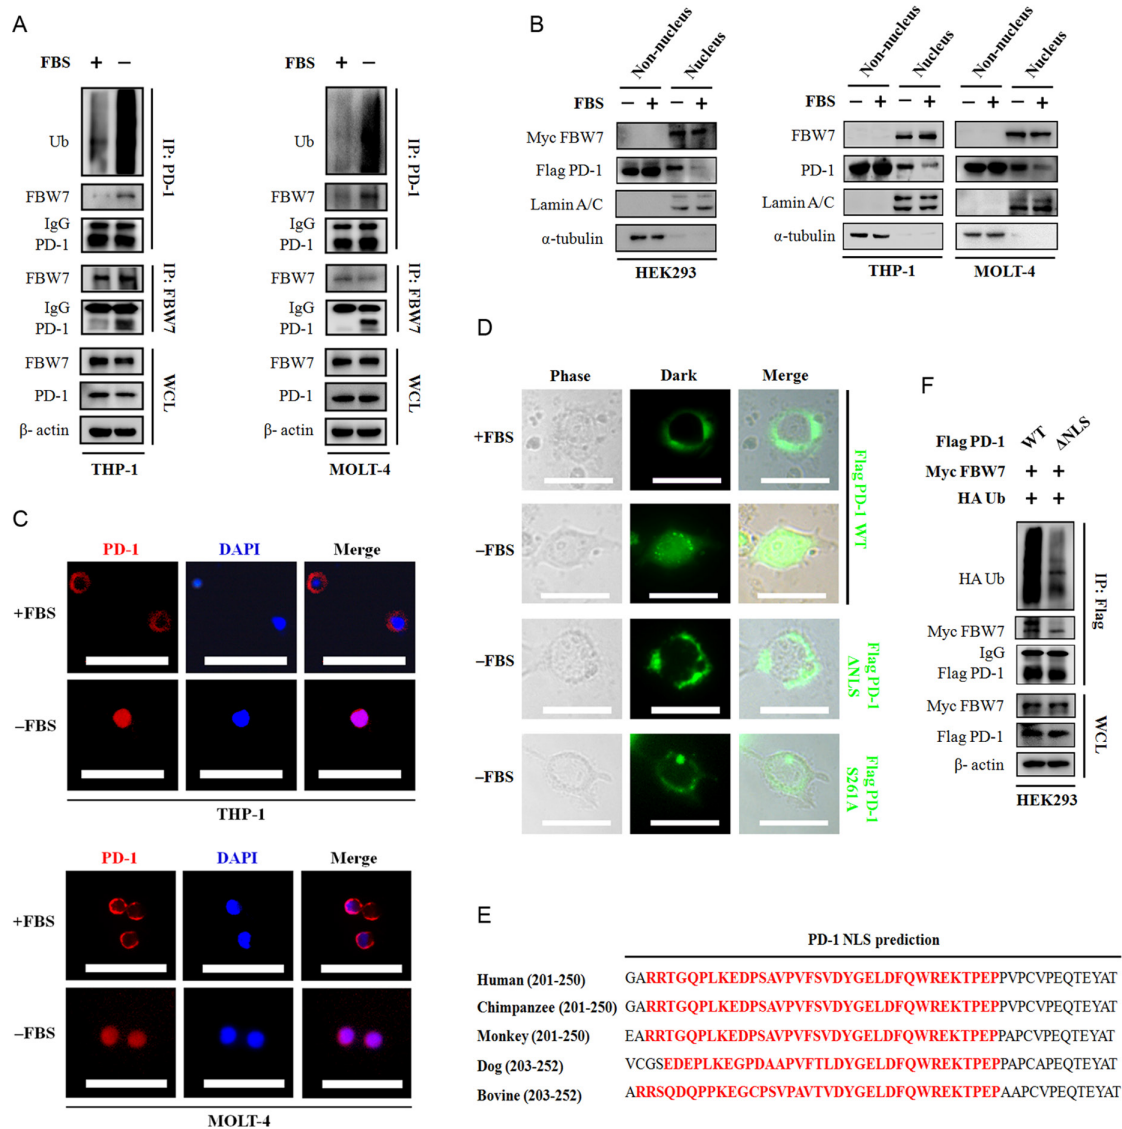 A
FBS + −
Ub
FBW7
IgG
PD-1
FBW7
IgG
PD-1
FBW7
PD-1
β- actin
THP-1
IP: PD-1
IP: FBW7
WCL
FBS + −
Ub
FBW7
IgG
PD-1
FBW7
IgG
PD-1
FBW7
PD-1
β- actin
MOLT-4
IP: PD-1
IP: FBW7
WCL
B
Non-nucleus Nucleus
FBS − + − +
Myc FBW7
Flag PD-1
Lamin A/C
α-tubulin
HEK293
Non-nucleus Nucleus Non-nucleus Nucleus
FBS − + − + − + − +
FBW7
PD-1
Lamin A/C
α-tubulin
THP-1 MOLT-4
C
PD-1 DAPI Merge
+FBS
−FBS
THP-1
PD-1 DAPI Merge
+FBS
−FBS
MOLT-4
D
Phase Dark Merge
+FBS
−FBS
Flag PD-1 WT
−FBS
Flag PD-1
ΔNLS
−FBS
Flag PD-1
S261A
F
Flag PD-1 WT ΔNLS
Myc FBW7 + +
HA Ub + +
HA Ub
Myc FBW7
IgG
Flag PD-1
Myc FBW7
Flag PD-1
β- actin
HEK293
IP: Flag
WCL
E
PD-1 NLS prediction
Human (201-250) GARRTGQPLKEDPSAVPVFSVDYGELDFQWREKTPEPPVPCVPEQTEYAT
Chimpanzee (201-250) GARRTGQPLKEDPSAVPVFSVDYGELDFQWREKTPEPPVPCVPEQTEYAT
Monkey (201-250) EARRTGQPLKEDPSAVPVFSVDYGELDFQWREKTPEPPAPCVPEQTEYAT
Dog (203-252) VCGSEDEPLKEGPDAAPVFTLDYGELDFQWREKTPEPPAPCAPEQTEYAT
Bovine (203-252) ARRSQDQPPKEGCPSVPAVTVDYGELDFQWREKTPEPAAPCVPEQTEYAT